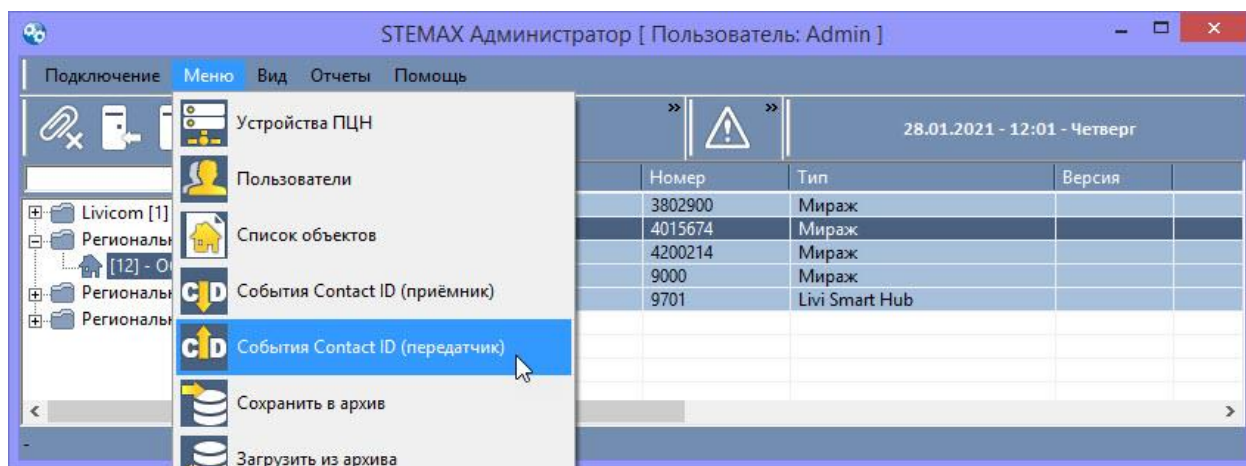 STEMAX Администратор [ Пользователь: Admin ]
Подключение Меню Вид Отчеты Помощь
28.01.2021 - 12:01 - Четверг
Устройства ПЦН
Пользователи
Список объектов
CID События Contact ID (приёмник)
CID События Contact ID (передатчик)
Сохранить в архив
Загрузить из архива
Livicom [1]
[12] -
Номер Тип Версия
3802900 Мираж
4015674 Мираж
4200214 Мираж
9000 Мираж
9701 Livi Smart Hub